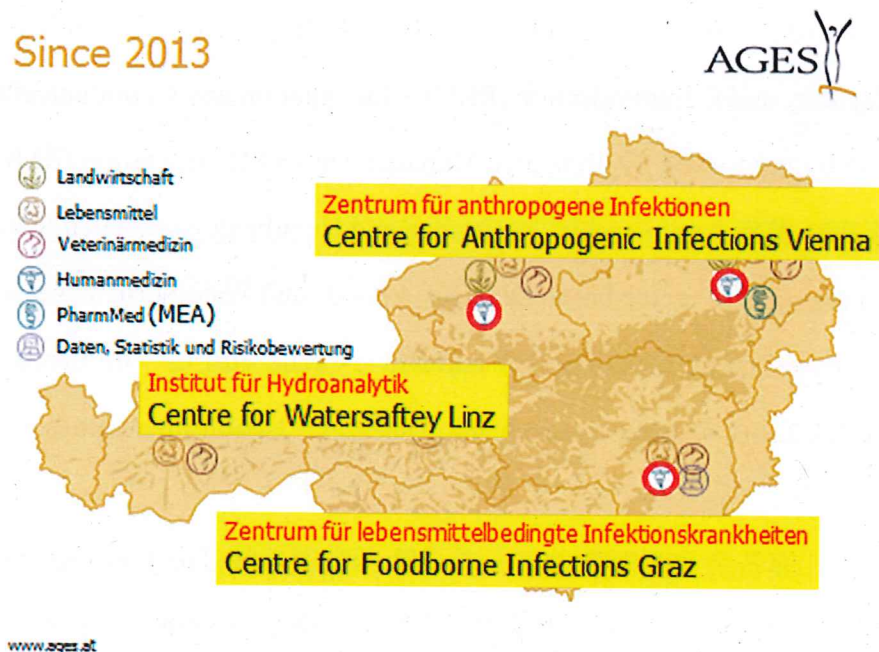 Since 2013
AGES
Landwirtschaft
Lebensmittel
Veterinärmedizin
Humanmedizin
PharmMed (MEA)
Daten, Statistik und Risikobewertung
Zentrum für anthropogene Infektionen
Centre for Anthropogenic Infections Vienna
Institut für Hydroanalytik
Centre for Watersaftey Linz
Zentrum für lebensmittelbedingte Infektionskrankheiten
Centre for Foodborne Infections Graz
www.ages.at